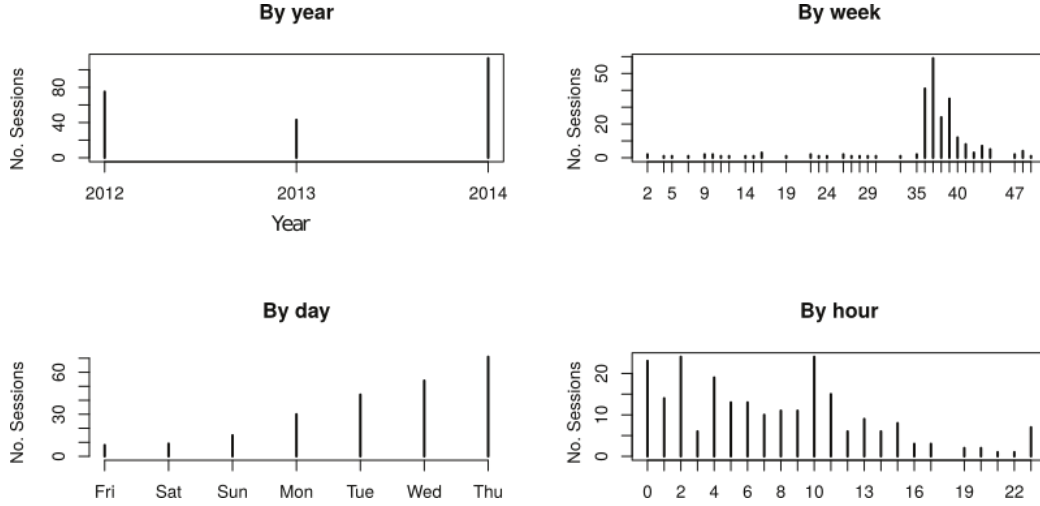 By year
No. Sessions
0 40 80
2012 2013 2014
Year
By week
No. Sessions
0 20 50
2 5 9 14 19 24 29 35 40 47
By day
No. Sessions
0 30 60
Fri Sat Sun Mon Tue Wed Thu
By hour
No. Sessions
0 10 20
0 2 4 6 8 10 13 16 19 22